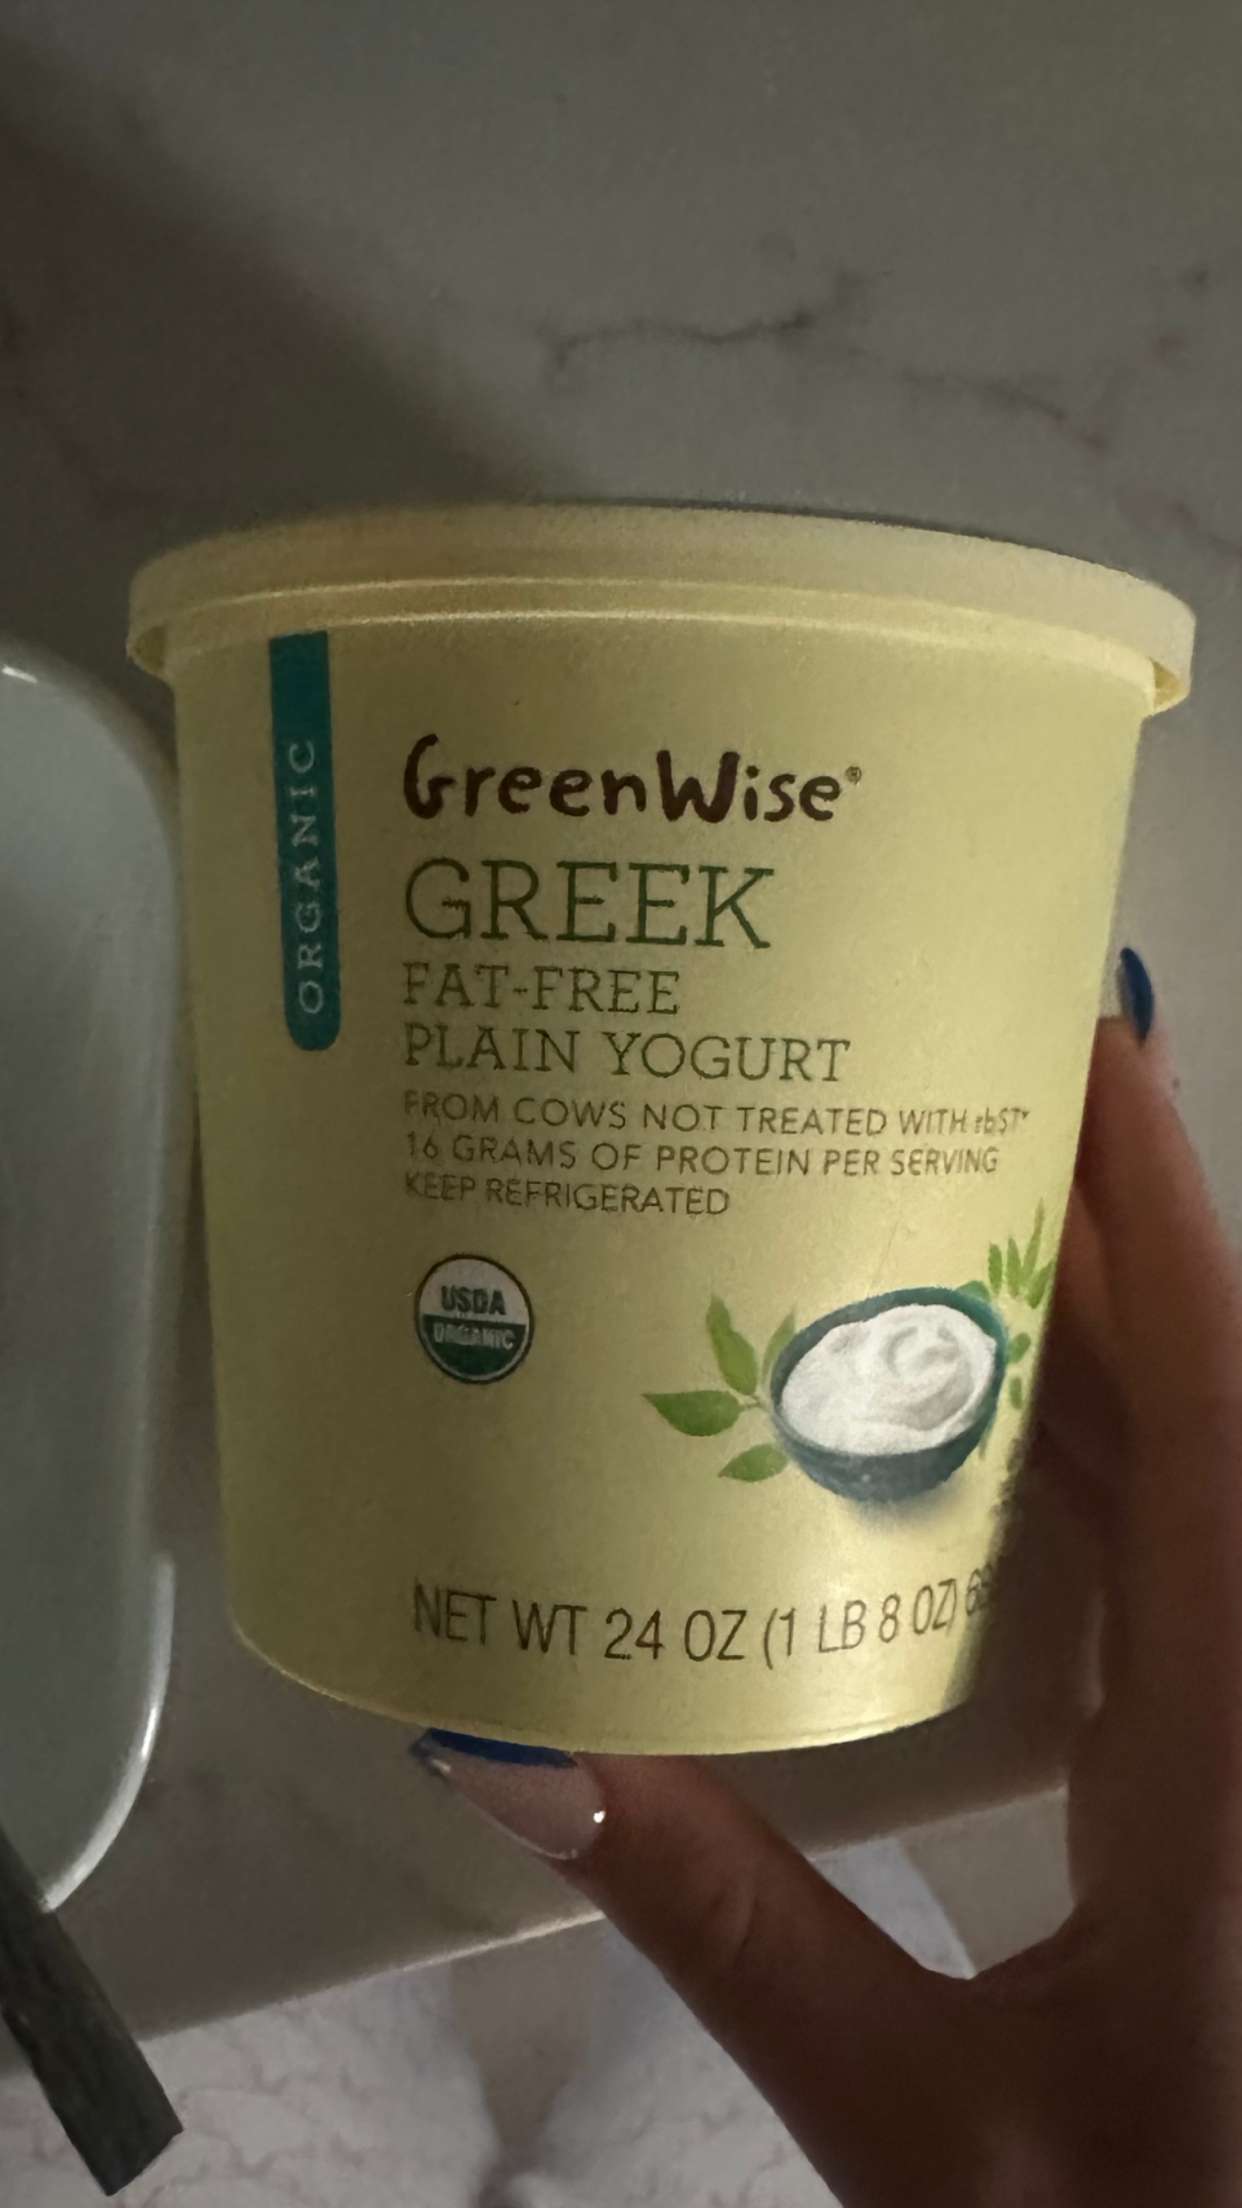 ORGANIC
GreenWise®
GREEK
FAT-FREE
PLAIN YOGURT
FROM COWS NOT TREATED WITH rbST*
16 GRAMS OF PROTEIN PER SERVING
KEEP REFRIGERATED
USDA
ORGANIC
NET WT 24 OZ (1 LB 8 OZ)